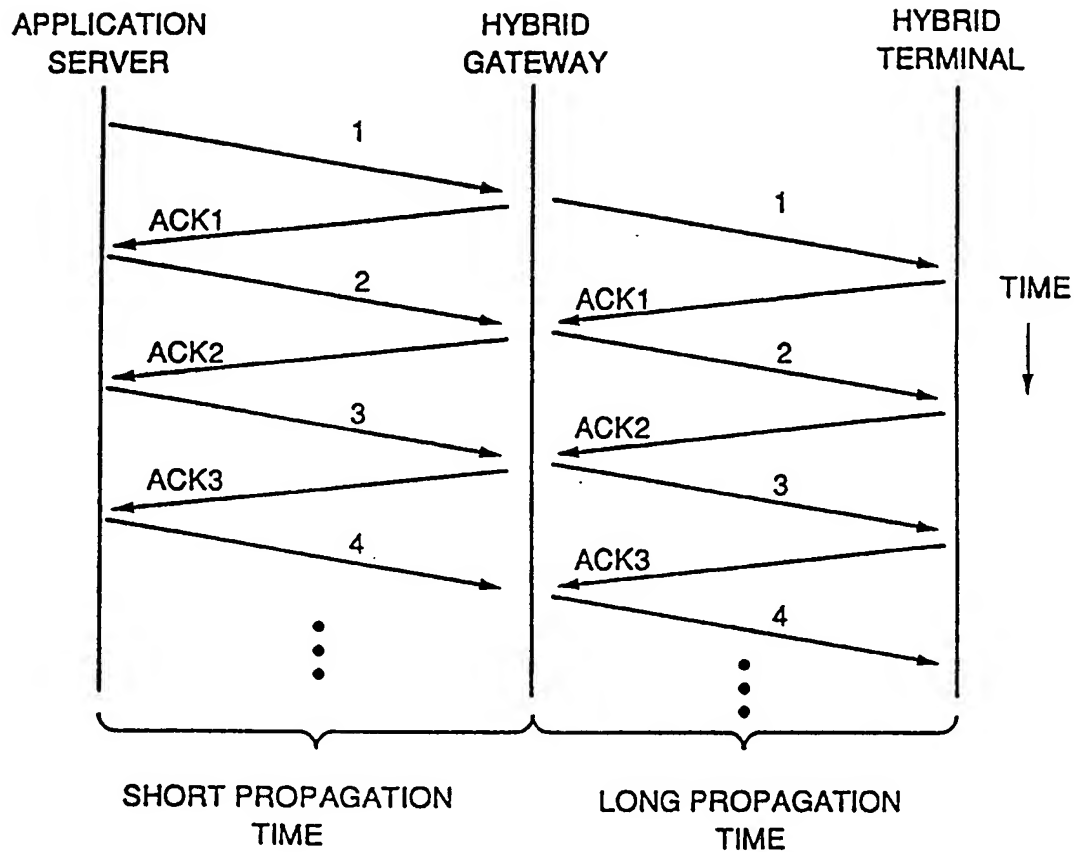 APPLICATION
SERVER
HYBRID
GATEWAY
HYBRID
TERMINAL
1
1
ACK1
2
ACK1
TIME
2
ACK2
3
ACK2
3
ACK3
4
ACK3
4
SHORT PROPAGATION
TIME
LONG PROPAGATION
TIME